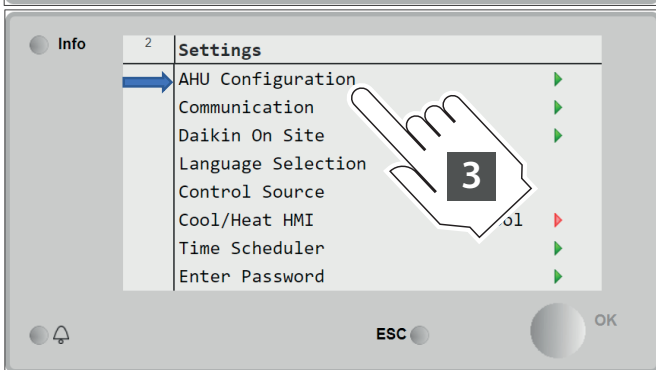 Info
2 Settings
AHU Configuration
Communication
Daikin On Site
Language Selection
Control Source
Cool/Heat HMI
Time Scheduler
Enter Password
3
ESC
OK